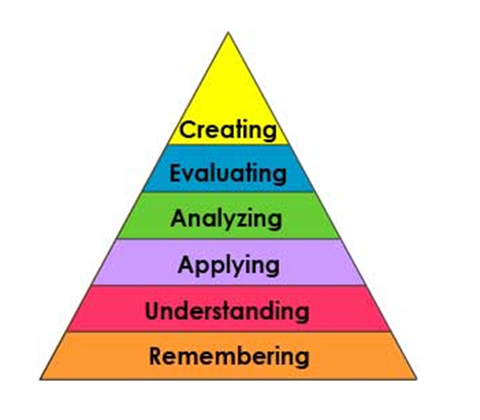 Creating
Evaluating
Analyzing
Applying
Understanding
Remembering